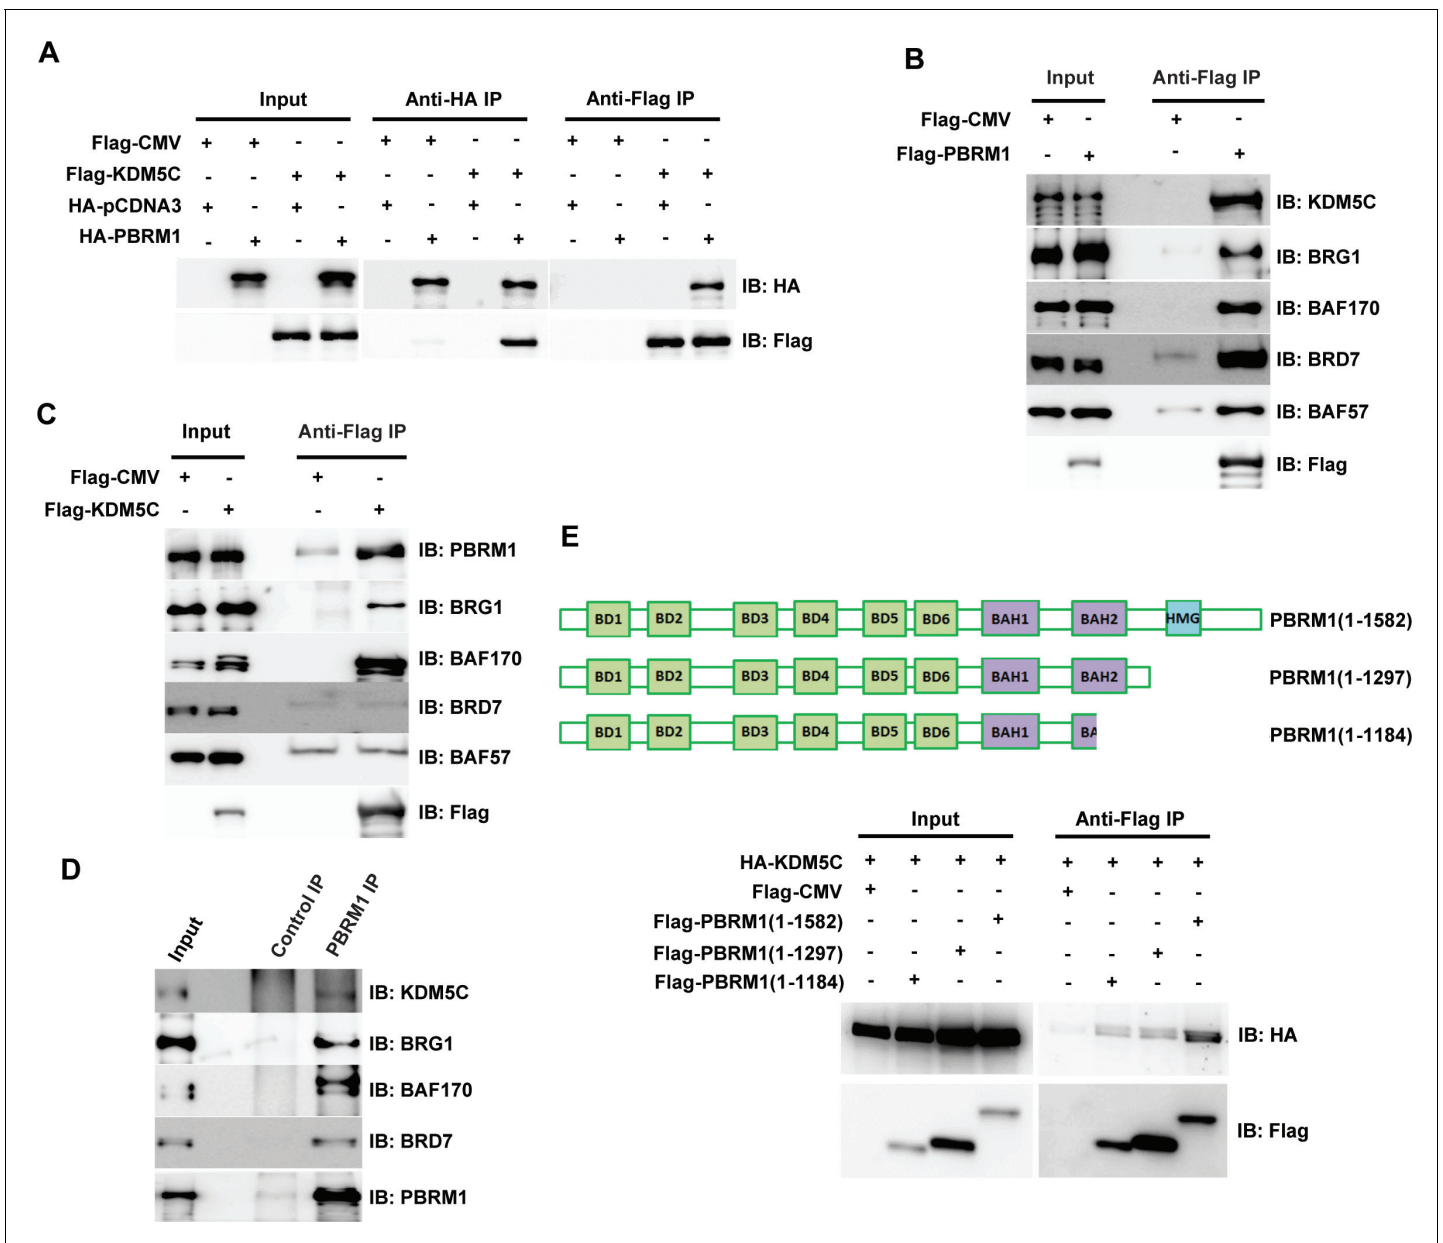 A
Input Anti-HA IP Anti-Flag IP
Flag-CMV + + - - + + - - + + - -
Flag-KDM5C - - + + - - + + - - + +
HA-pCDNA3 + - + - + - + - + - + -
HA-PBRM1 - + - + - + - + - + - +
IB: HA
IB: Flag
B
Input Anti-Flag IP
Flag-CMV + - + -
Flag-PBRM1 - + - +
IB: KDM5C
IB: BRG1
IB: BAF170
IB: BRD7
IB: BAF57
IB: Flag
C
Input Anti-Flag IP
Flag-CMV + - + -
Flag-KDM5C - + - +
IB: PBRM1
IB: BRG1
IB: BAF170
IB: BRD7
IB: BAF57
IB: Flag
D
Input Control IP PBRM1 IP
IB: KDM5C
IB: BRG1
IB: BAF170
IB: BRD7
IB: PBRM1
E
BD1 BD2 BD3 BD4 BD5 BD6 BAH1 BAH2 HMG PBRM1(1-1582)
BD1 BD2 BD3 BD4 BD5 BD6 BAH1 BAH2 PBRM1(1-1297)
BD1 BD2 BD3 BD4 BD5 BD6 BAH1 BA PBRM1(1-1184)
Input Anti-Flag IP
HA-KDM5C + + + + + + + +
Flag-CMV + - - - + - - -
Flag-PBRM1(1-1582) - - - + - - - +
Flag-PBRM1(1-1297) - - + - - - + -
Flag-PBRM1(1-1184) - + - - - + - -
IB: HA
IB: Flag